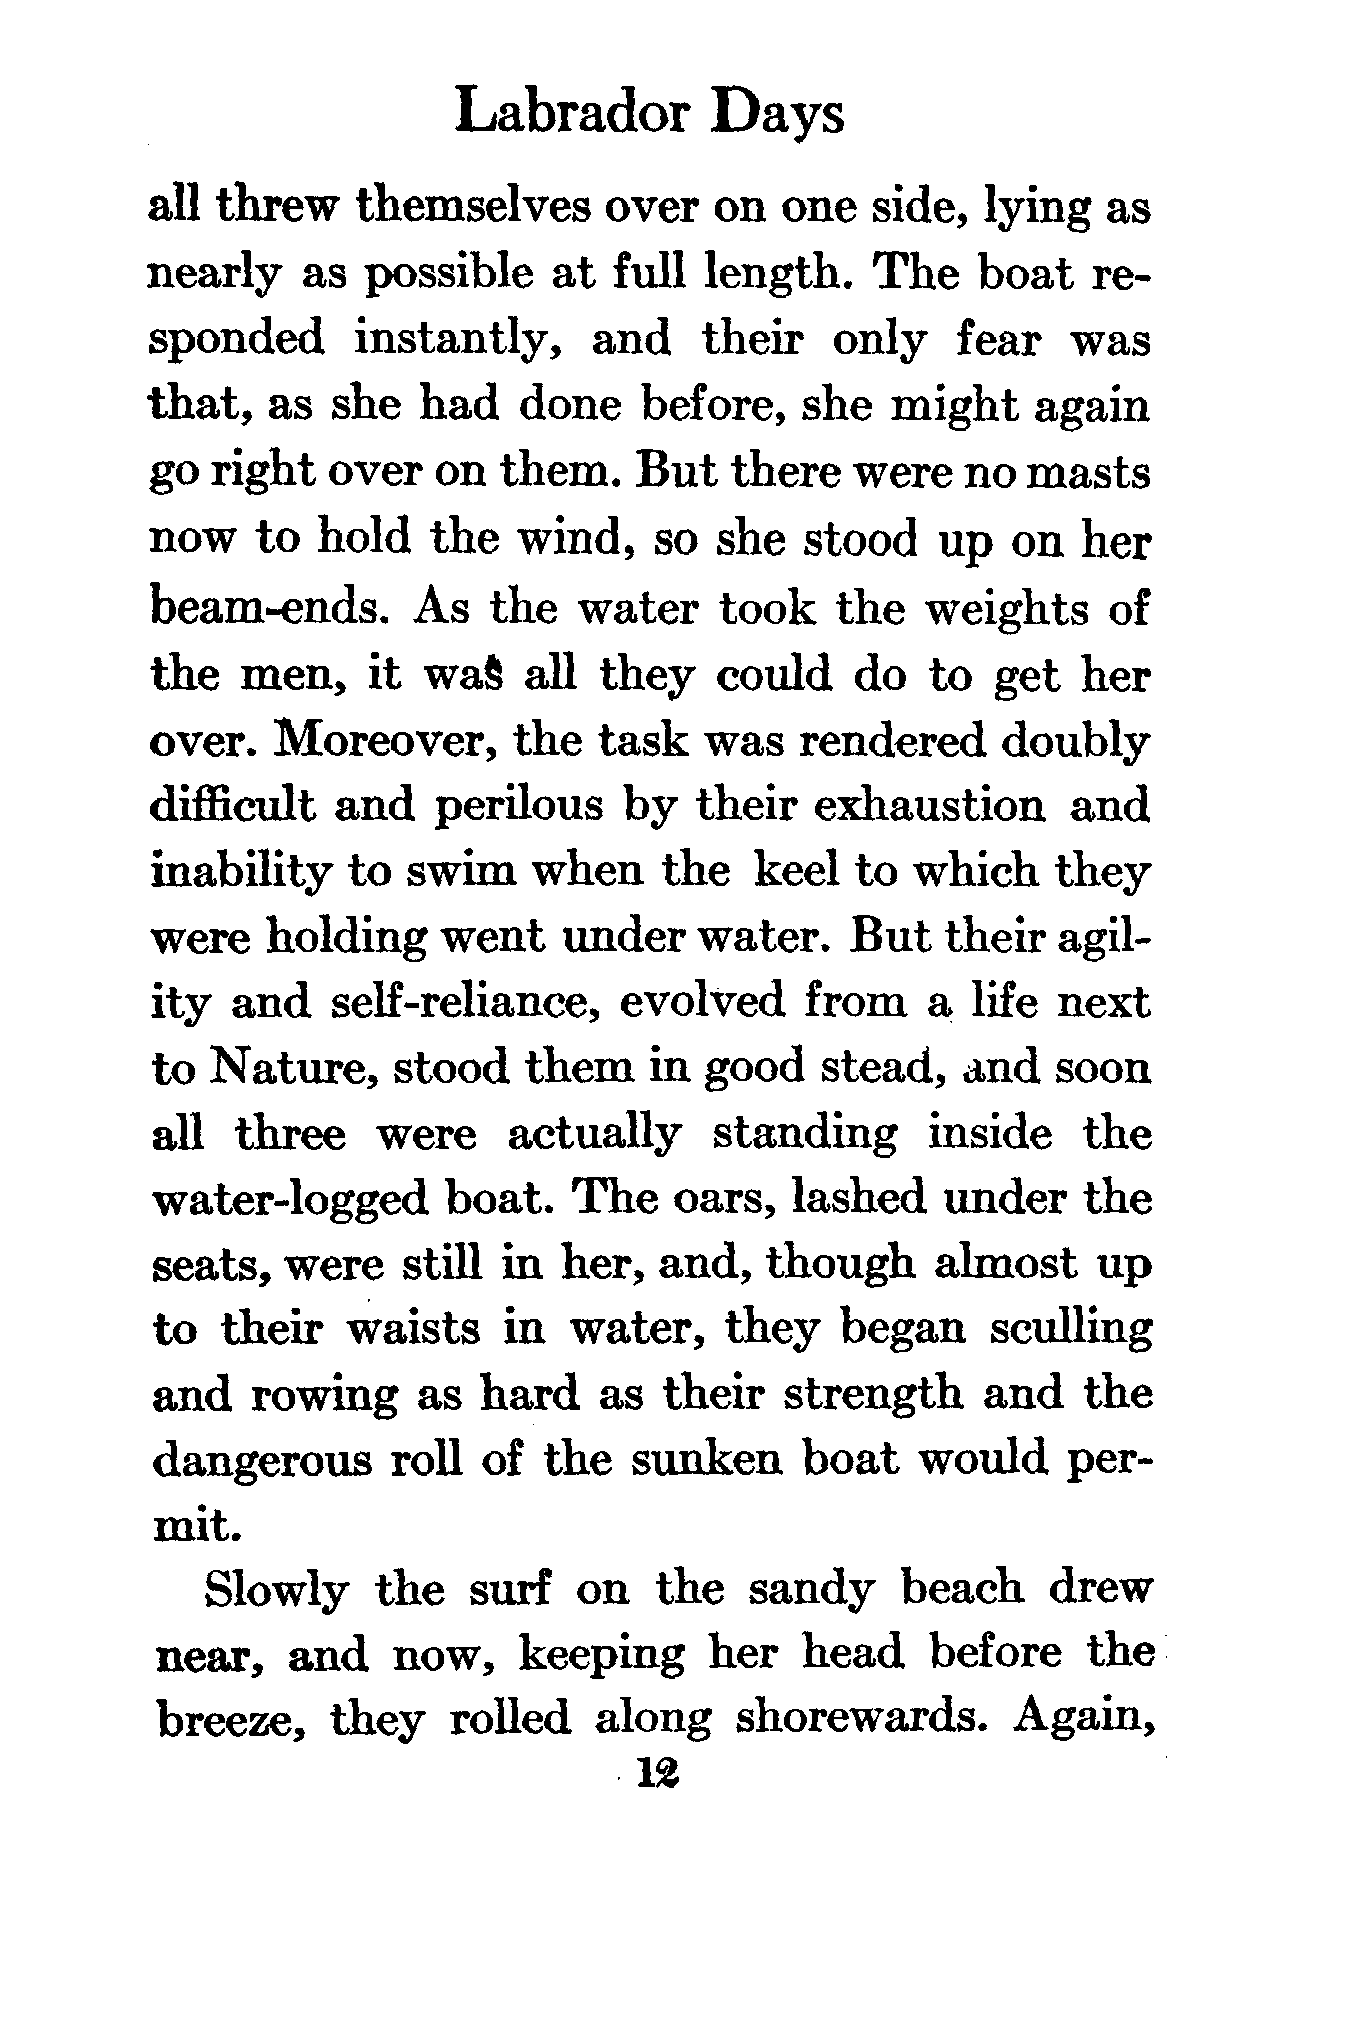 Labrador Days
all threw themselves over on one side, lying as
nearly as possible at full length. The boat re-
sponded instantly, and their only fear was
that, as she had done before, she might again
go right over on them. But there were no masts
now to hold the wind, so she stood up on her
beam-ends. As the water took the weights of
the men, it was all they could do to get her
over. Moreover, the task was rendered doubly
difficult and perilous by their exhaustion and
inability to swim when the keel to which they
were holding went under water. But their agil-
ity and self-reliance, evolved from a life next
to Nature, stood them in good stead, and soon
all three were actually standing inside the
water-logged boat. The oars, lashed under the
seats, were still in her, and, though almost up
to their waists in water, they began sculling
and rowing as hard as their strength and the
dangerous roll of the sunken boat would per-
mit.
Slowly the surf on the sandy beach drew
near, and now, keeping her head before the
breeze, they rolled along shorewards. Again,
12